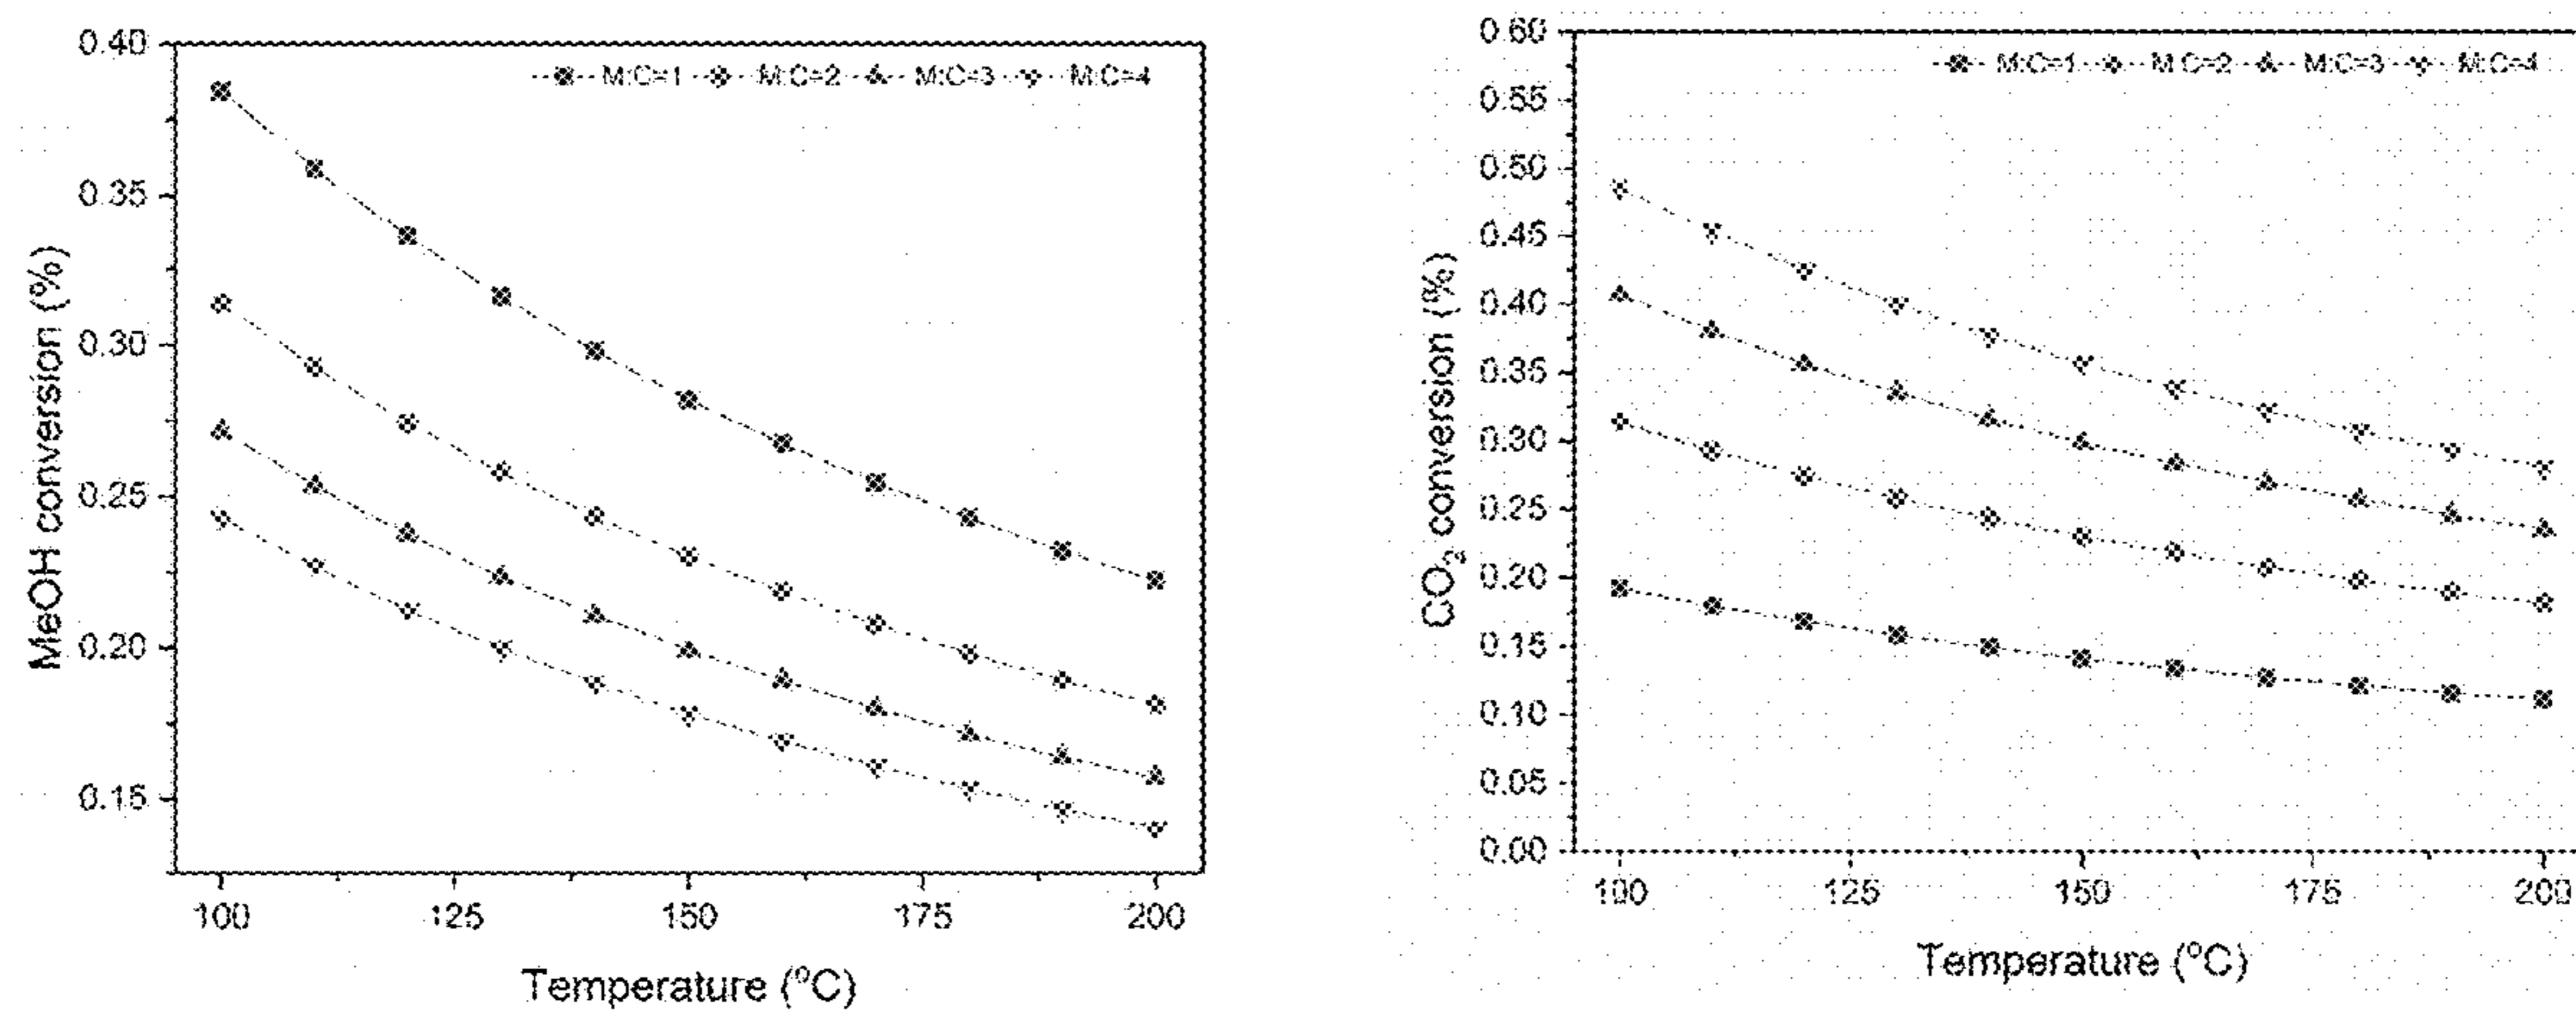 0.40
0.35
0.30
0.25
0.20
0.15
MeOH conversion (%)
M:C=1 M:C=2 M:C=3 M:C=4
100 125 150 175 200
Temperature (°C)
0.60
0.55
0.50
0.45
0.40
0.35
0.30
0.25
0.20
0.15
0.10
0.05
0.00
CO₂ conversion (%)
M:C=1 M:C=2 M:C=3 M:C=4
100 125 150 175 200
Temperature (°C)